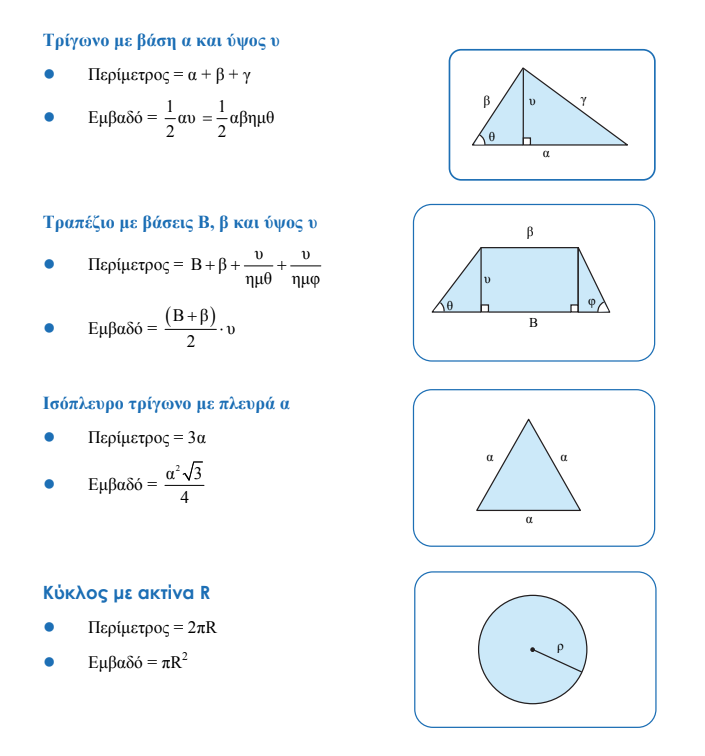 Τρίγωνο με βάση α και ύψος υ
● Περίμετρος = α + β + γ
● Εμβαδό = 1/2 αυ = 1/2 αβημθ
β υ γ
θ
α
Τραπέζιο με βάσεις Β, β και ύψος υ
● Περίμετρος = Β + β + υ/ημθ + υ/ημφ
● Εμβαδό = (Β + β)/2 · υ
β
υ
θ φ
Β
Ισόπλευρο τρίγωνο με πλευρά α
● Περίμετρος = 3α
● Εμβαδό = α²√3/4
α α
α
Κύκλος με ακτίνα R
● Περίμετρος = 2πR
● Εμβαδό = πR²
ρ